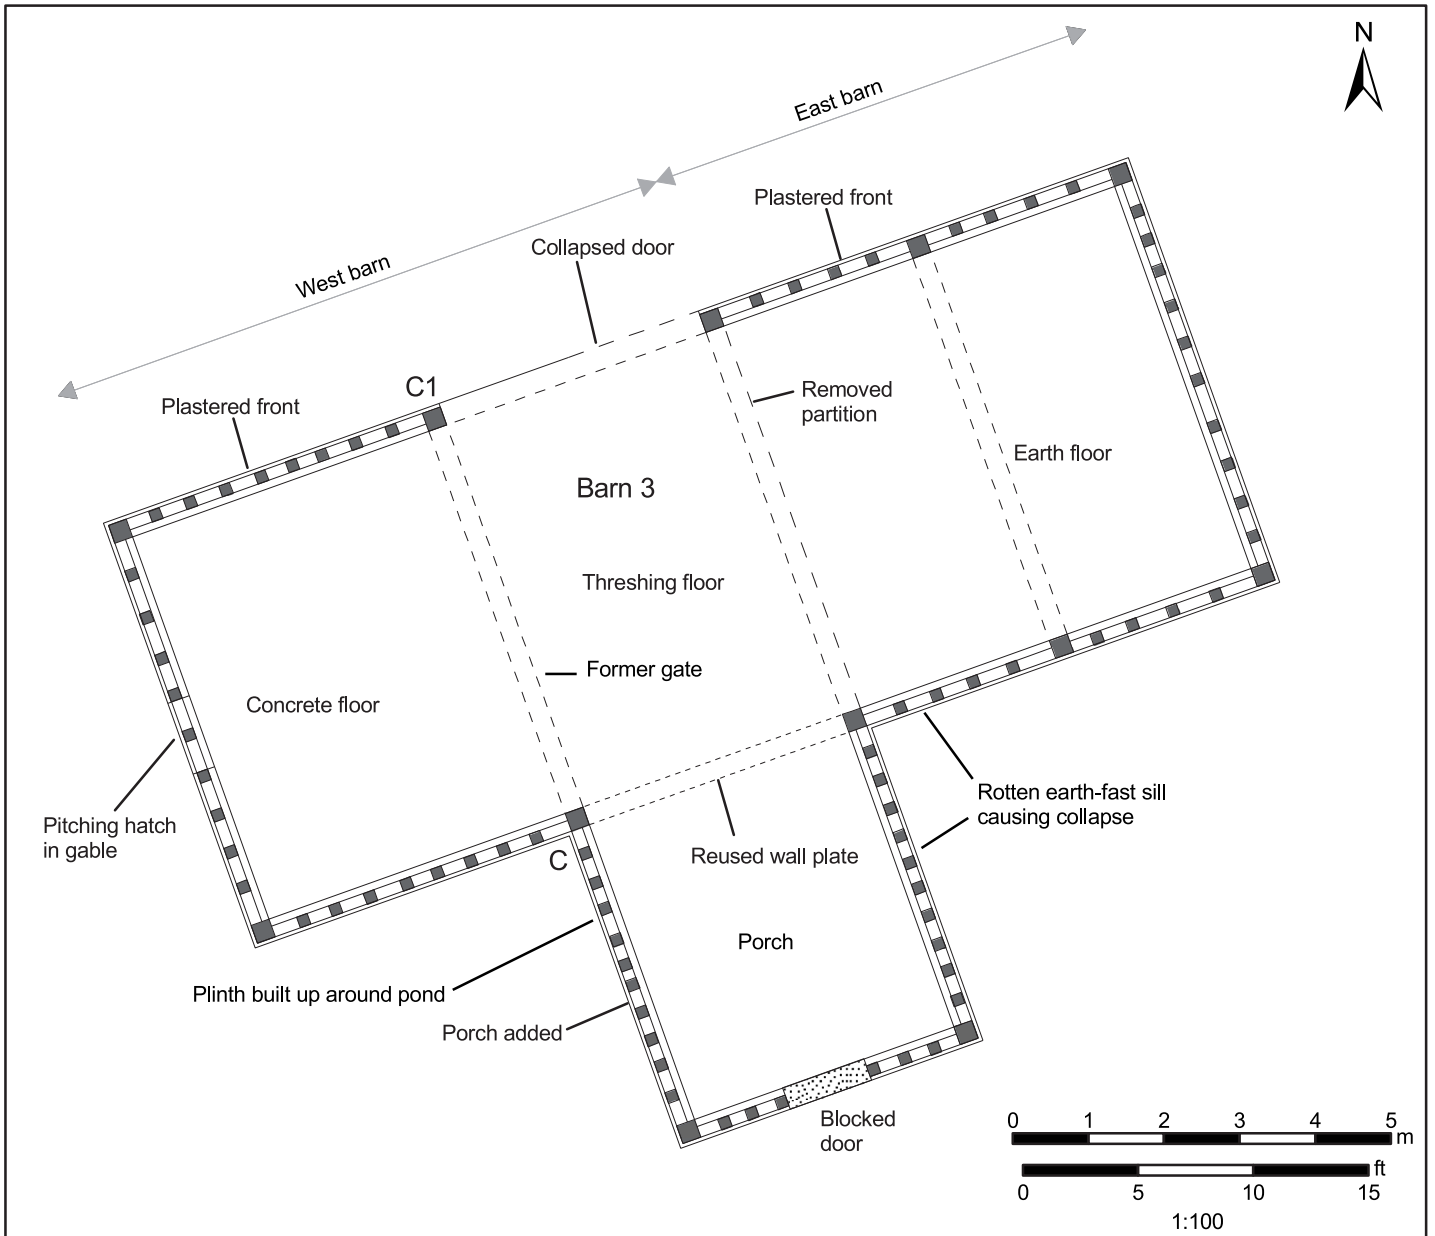 N
East barn
Plastered front
Collapsed door
West barn
C1
Plastered front
Removed
partition
Earth floor
Barn 3
Threshing floor
Former gate
Concrete floor
Rotten earth-fast sill
causing collapse
Pitching hatch
in gable
C
Reused wall plate
Porch
Plinth built up around pond
Porch added
Blocked
door
0 1 2 3 4 5 m
ft
0 5 10 15
1:100